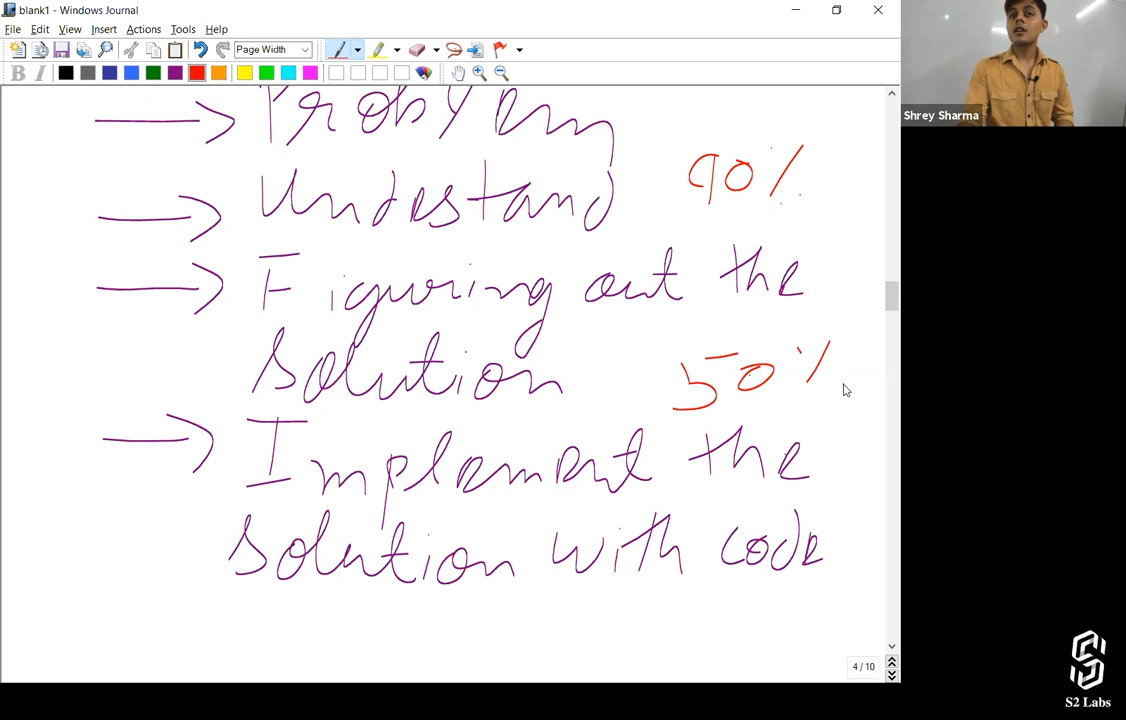 blank1 - Windows Journal
File Edit View Insert Actions Tools Help
Page Width
B I
Shrey Sharma
→ Problem
→ Undestand 90%
→ Figuring out the
solution 50%
→ Implement the
solution with code
4 / 10
S2 Labs